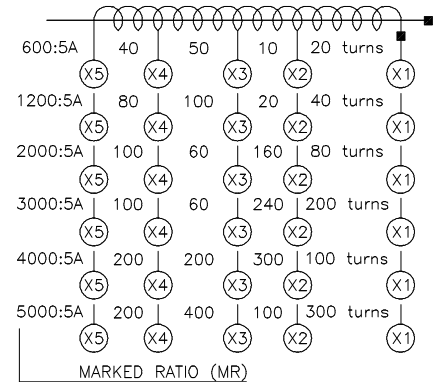 600:5A 40 50 10 20 turns
X5 X4 X3 X2 X1
1200:5A 80 100 20 40 turns
X5 X4 X3 X2 X1
2000:5A 100 60 160 80 turns
X5 X4 X3 X2 X1
3000:5A 100 60 240 200 turns
X5 X4 X3 X2 X1
4000:5A 200 200 300 100 turns
X5 X4 X3 X2 X1
5000:5A 200 400 100 300 turns
X5 X4 X3 X2 X1
MARKED RATIO (MR)